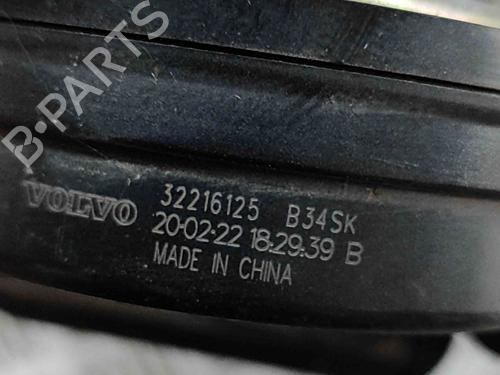 B-PARTS
VOLVO 32216125 B34SK
20·02·22 18:29:39 B
MADE IN CHINA